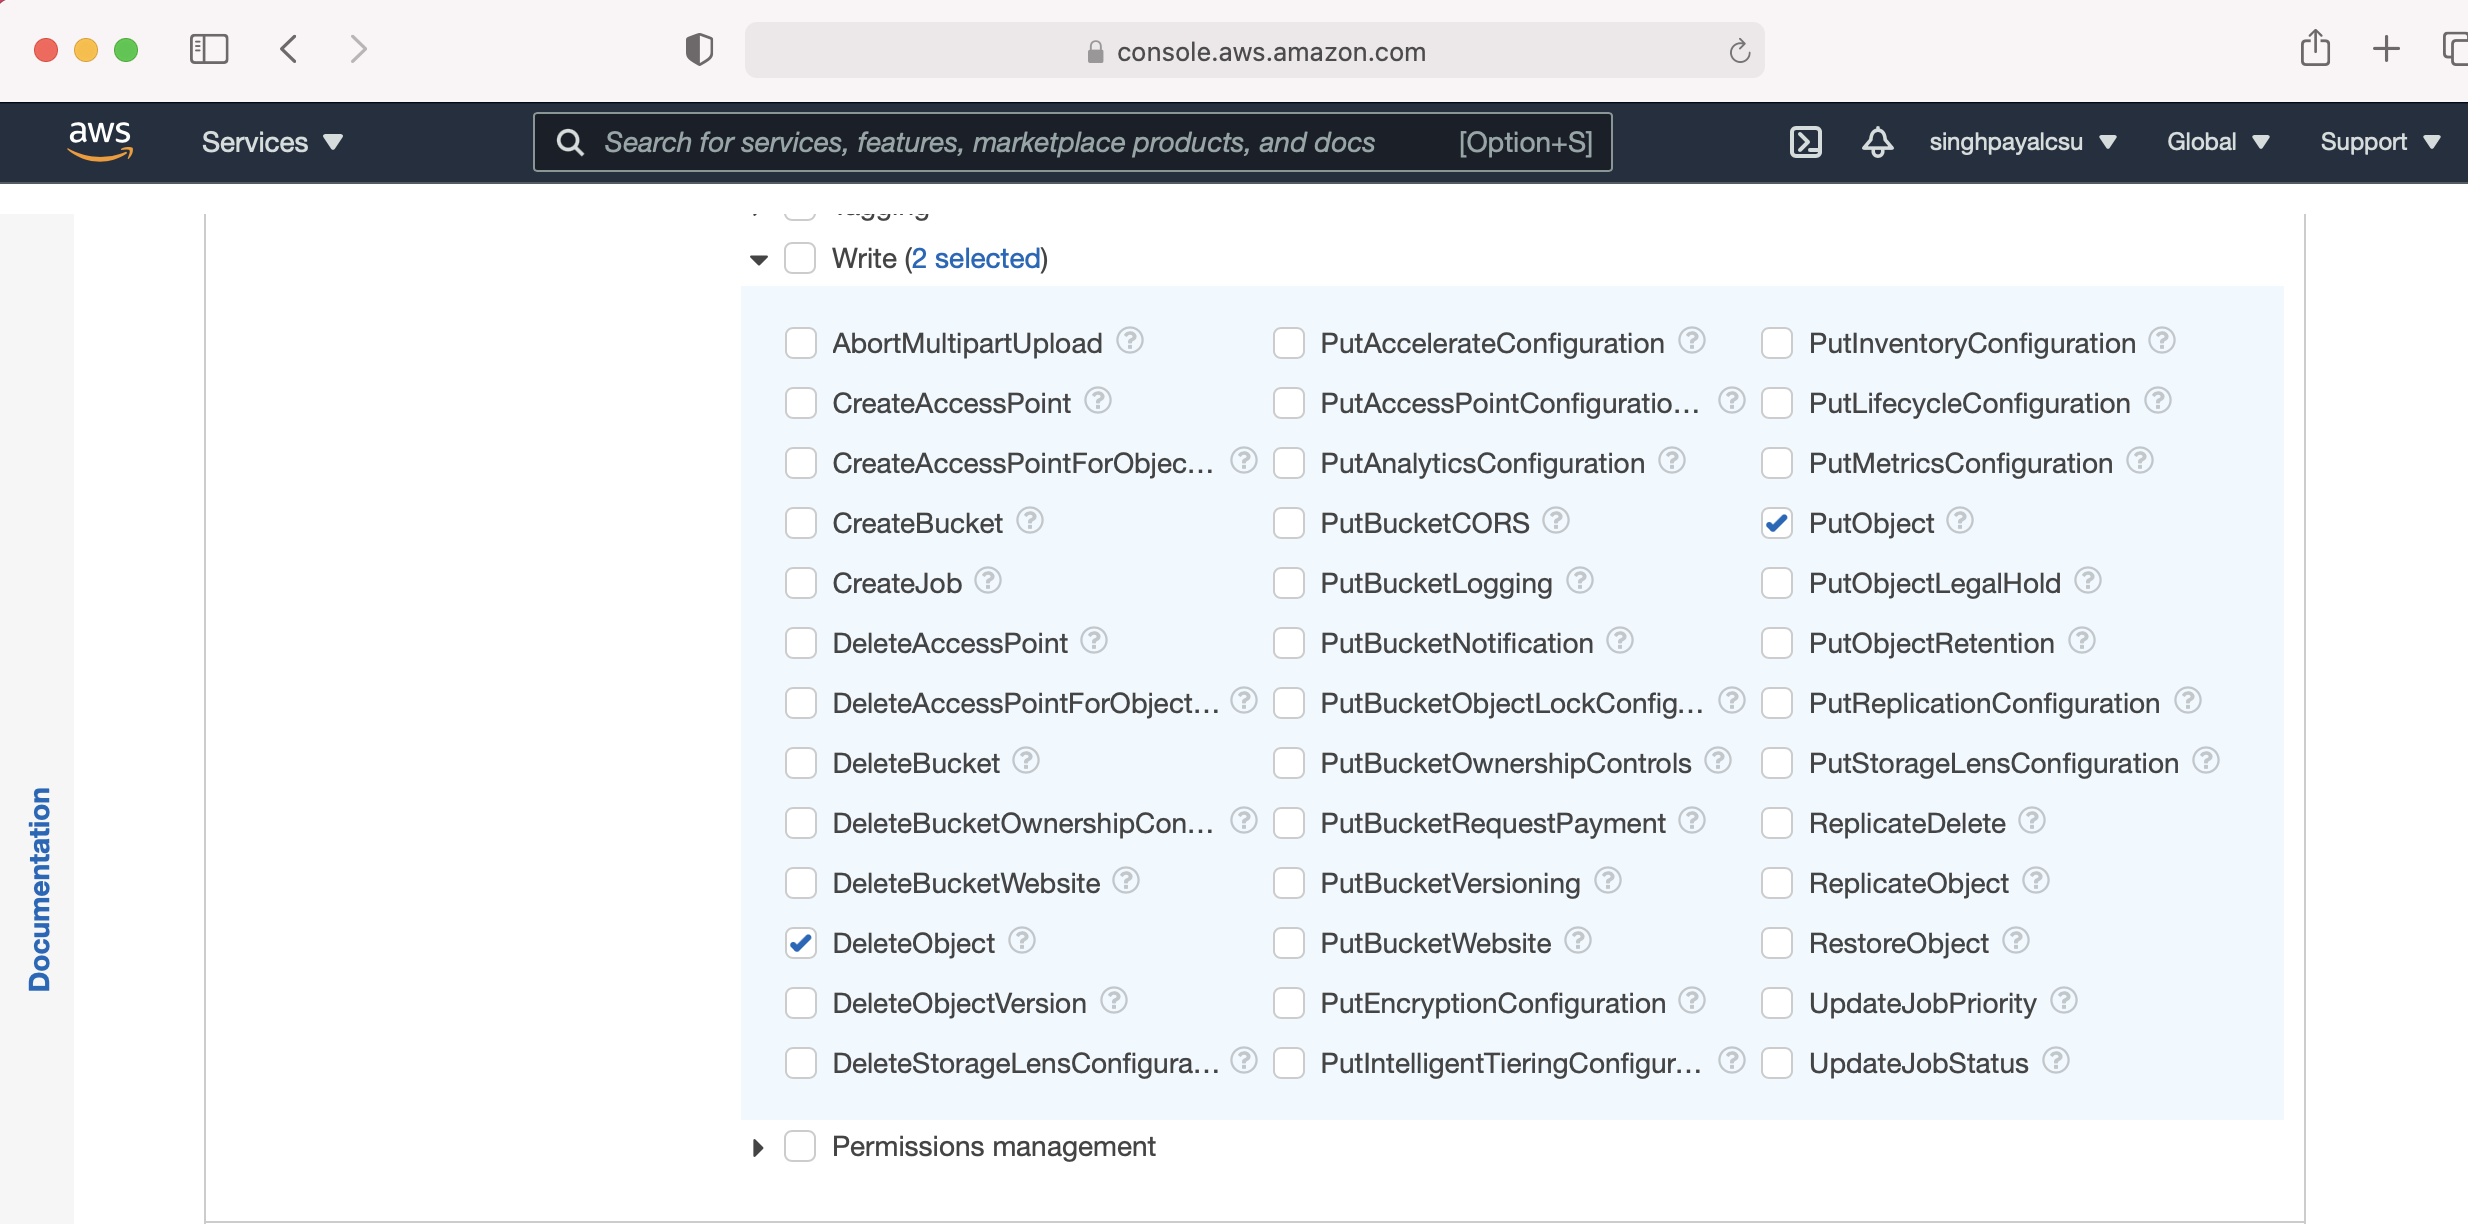 console.aws.amazon.com
aws
Services
Search for services, features, marketplace products, and docs
[Option+S]
singhpayalcsu
Global
Support
Tagging
Write (2 selected)
AbortMultipartUpload
PutAccelerateConfiguration
PutInventoryConfiguration
CreateAccessPoint
PutAccessPointConfiguratio...
PutLifecycleConfiguration
CreateAccessPointForObjec...
PutAnalyticsConfiguration
PutMetricsConfiguration
CreateBucket
PutBucketCORS
PutObject
CreateJob
PutBucketLogging
PutObjectLegalHold
DeleteAccessPoint
PutBucketNotification
PutObjectRetention
DeleteAccessPointForObject...
PutBucketObjectLockConfig...
PutReplicationConfiguration
DeleteBucket
PutBucketOwnershipControls
PutStorageLensConfiguration
DeleteBucketOwnershipCon...
PutBucketRequestPayment
ReplicateDelete
DeleteBucketWebsite
PutBucketVersioning
ReplicateObject
DeleteObject
PutBucketWebsite
RestoreObject
DeleteObjectVersion
PutEncryptionConfiguration
UpdateJobPriority
DeleteStorageLensConfigura...
PutIntelligentTieringConfigur...
UpdateJobStatus
Permissions management
Documentation